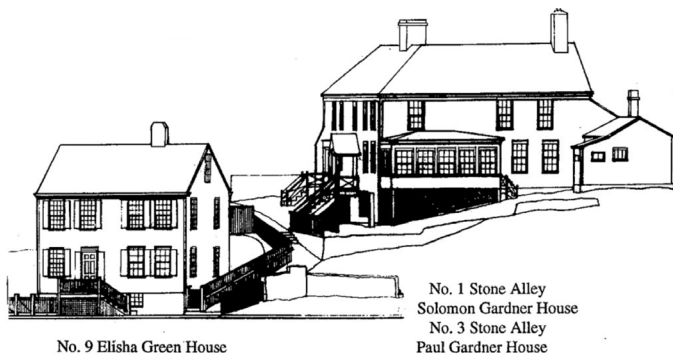 No. 9 Elisha Green House
No. 1 Stone Alley
Solomon Gardner House
No. 3 Stone Alley
Paul Gardner House